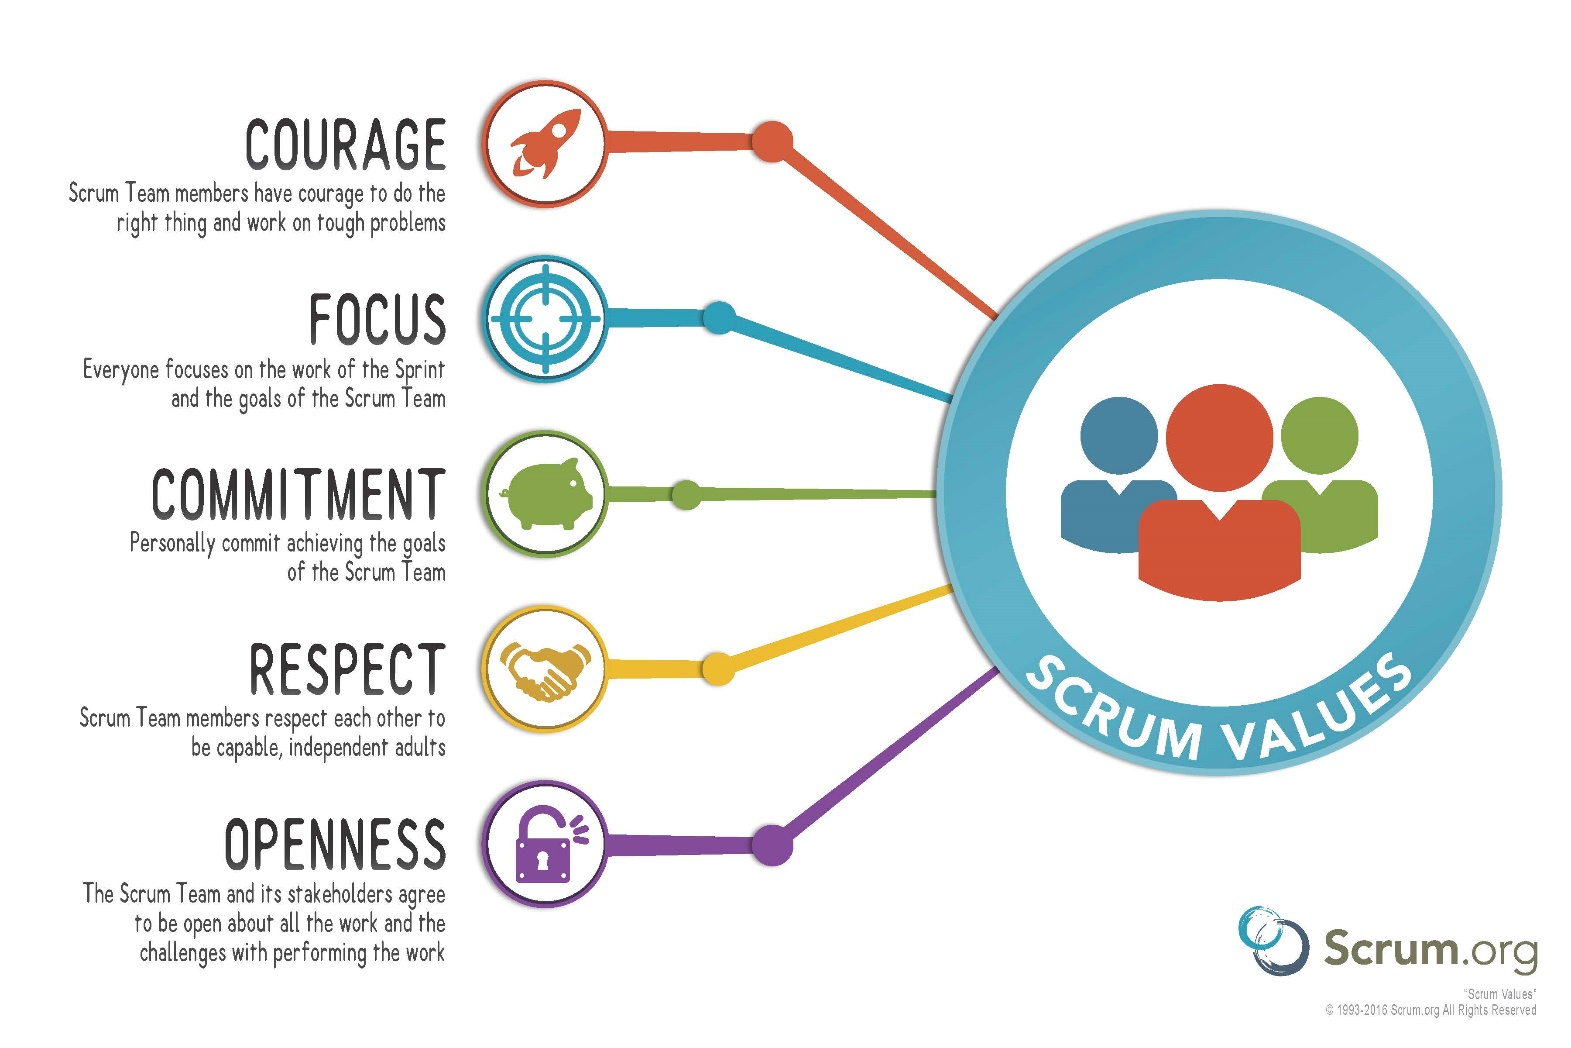 COURAGE
Scrum Team members have courage to do the
right thing and work on tough problems
FOCUS
Everyone focuses on the work of the Sprint
and the goals of the Scrum Team
COMMITMENT
Personally commit achieving the goals
of the Scrum Team
RESPECT
Scrum Team members respect each other to
be capable, independent adults
OPENNESS
The Scrum Team and its stakeholders agree
to be open about all the work and the
challenges with performing the work
SCRUM VALUES
Scrum.org
"Scrum Values"
© 1993-2016 Scrum.org All Rights Reserved